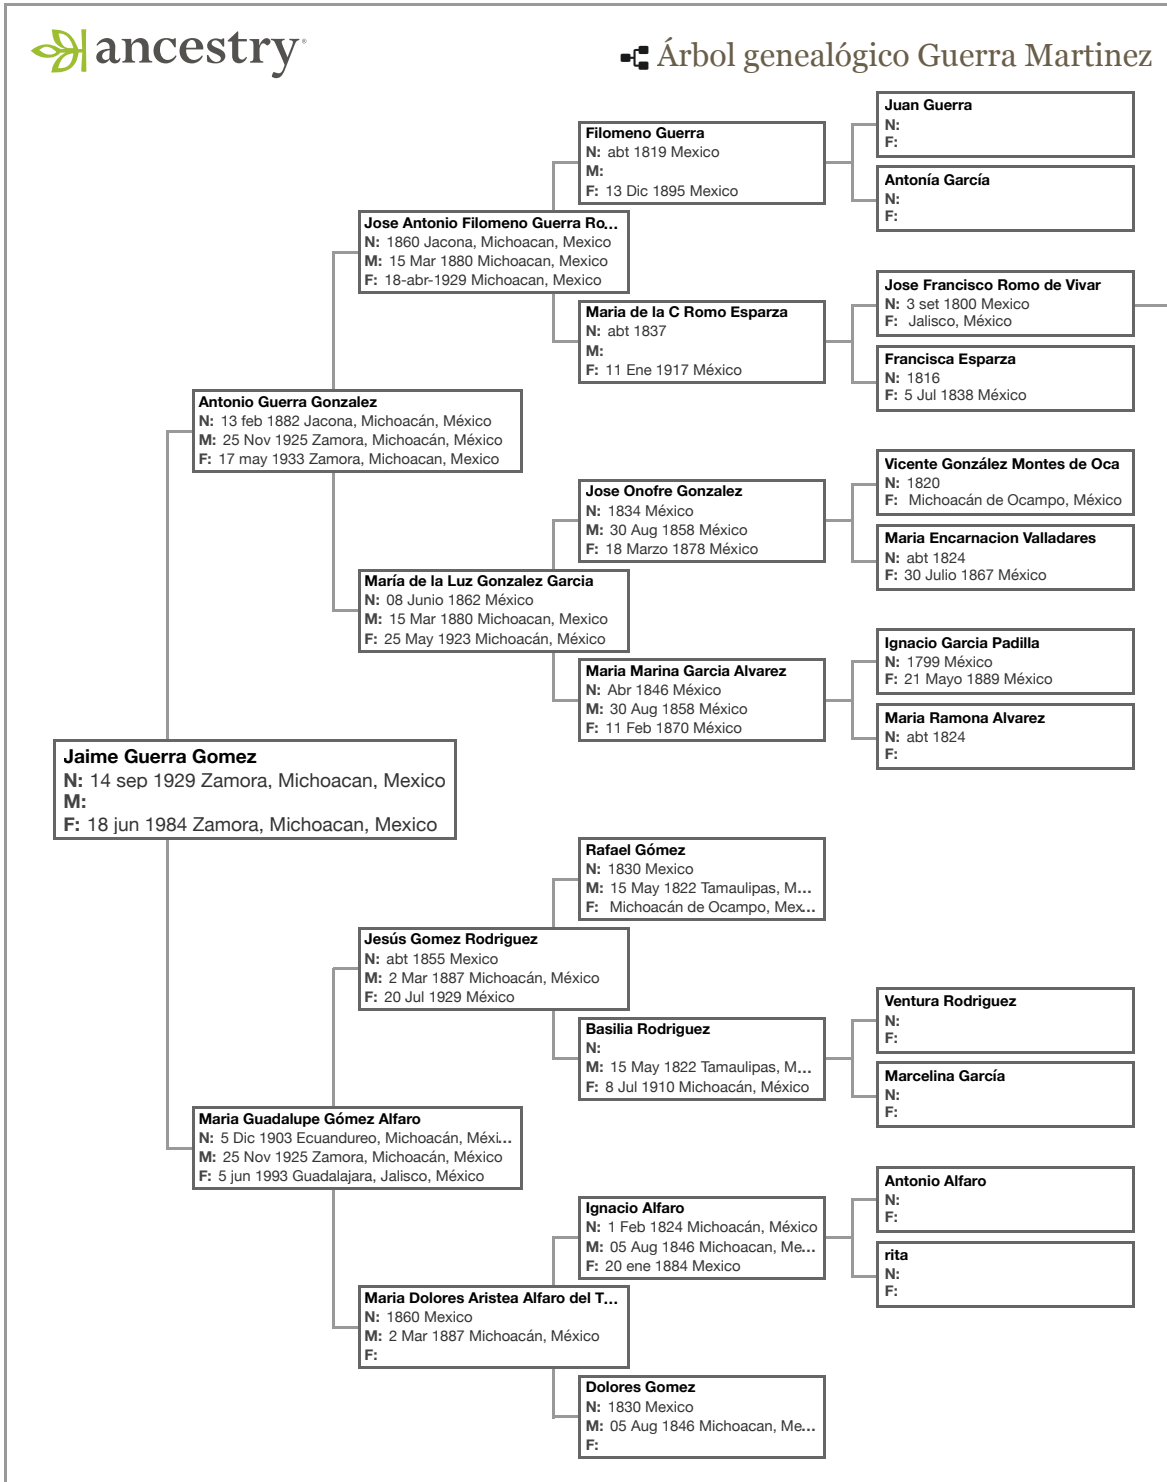 ancestry
Árbol genealógico Guerra Martinez
Juan Guerra
N:
F:
Filomeno Guerra
N: abt 1819 Mexico
M:
F: 13 Dic 1895 Mexico
Antonía García
N:
F:
Jose Antonio Filomeno Guerra Ro...
N: 1860 Jacona, Michoacan, Mexico
M: 15 Mar 1880 Michoacan, Mexico
F: 18-abr-1929 Michoacan, Mexico
Jose Francisco Romo de Vivar
N: 3 set 1800 Mexico
F: Jalisco, México
Maria de la C Romo Esparza
N: abt 1837
M:
F: 11 Ene 1917 México
Francisca Esparza
N: 1816
F: 5 Jul 1838 México
Antonio Guerra Gonzalez
N: 13 feb 1882 Jacona, Michoacán, México
M: 25 Nov 1925 Zamora, Michoacán, México
F: 17 may 1933 Zamora, Michoacan, Mexico
Vicente González Montes de Oca
N: 1820
F: Michoacán de Ocampo, México
Jose Onofre Gonzalez
N: 1834 México
M: 30 Aug 1858 México
F: 18 Marzo 1878 México
Maria Encarnacion Valladares
N: abt 1824
F: 30 Julio 1867 México
María de la Luz Gonzalez Garcia
N: 08 Junio 1862 México
M: 15 Mar 1880 Michoacan, Mexico
F: 25 May 1923 Michoacán, México
Ignacio Garcia Padilla
N: 1799 México
F: 21 Mayo 1889 México
Maria Marina Garcia Alvarez
N: Abr 1846 México
M: 30 Aug 1858 México
F: 11 Feb 1870 México
Maria Ramona Alvarez
N: abt 1824
F:
Jaime Guerra Gomez
N: 14 sep 1929 Zamora, Michoacan, Mexico
M:
F: 18 jun 1984 Zamora, Michoacan, Mexico
Rafael Gómez
N: 1830 Mexico
M: 15 May 1822 Tamaulipas, M...
F: Michoacán de Ocampo, Mex...
Jesús Gomez Rodriguez
N: abt 1855 Mexico
M: 2 Mar 1887 Michoacán, México
F: 20 Jul 1929 México
Ventura Rodriguez
N:
F:
Basilia Rodriguez
N:
M: 15 May 1822 Tamaulipas, M...
F: 8 Jul 1910 Michoacán, México
Marcelina García
N:
F:
Maria Guadalupe Gómez Alfaro
N: 5 Dic 1903 Ecuandureo, Michoacán, Méxi...
M: 25 Nov 1925 Zamora, Michoacán, México
F: 5 jun 1993 Guadalajara, Jalisco, México
Antonio Alfaro
N:
F:
Ignacio Alfaro
N: 1 Feb 1824 Michoacán, México
M: 05 Aug 1846 Michoacan, Me...
F: 20 ene 1884 Mexico
rita
N:
F:
Maria Dolores Aristea Alfaro del T...
N: 1860 Mexico
M: 2 Mar 1887 Michoacán, México
F:
Dolores Gomez
N: 1830 Mexico
M: 05 Aug 1846 Michoacan, Me...
F: